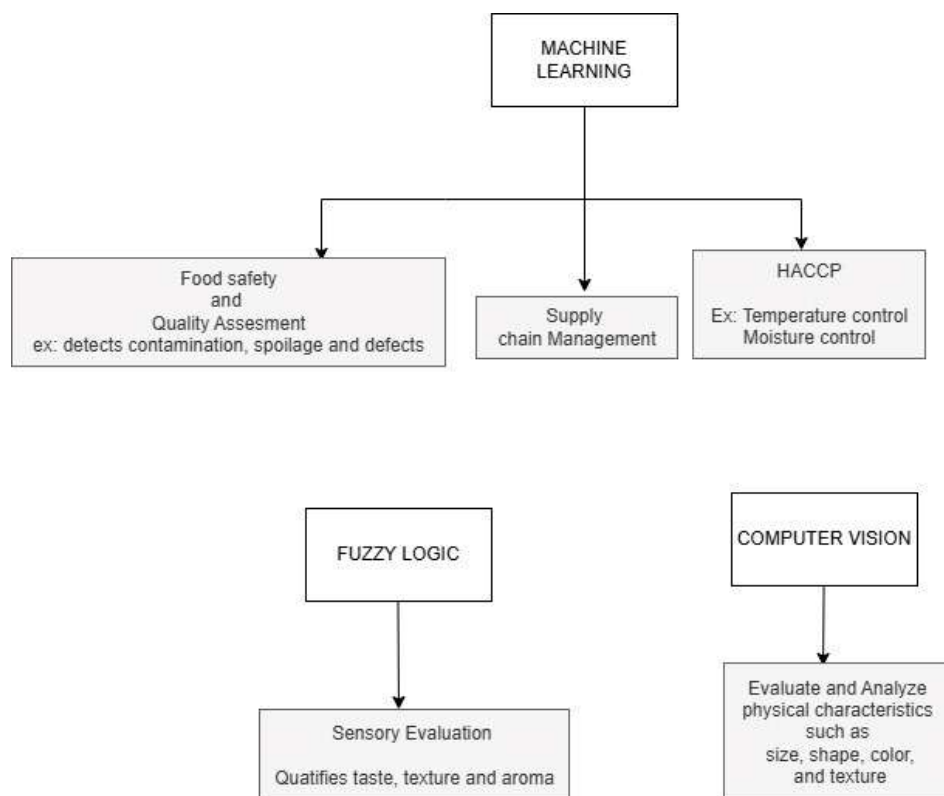 MACHINE
LEARNING
Food safety
and
Quality Assesment
ex: detects contamination, spoilage and defects
Supply
chain Management
HACCP
Ex: Temperature control
Moisture control
FUZZY LOGIC
COMPUTER VISION
Sensory Evaluation
Quatifies taste, texture and aroma
Evaluate and Analyze
physical characteristics
such as
size, shape, color,
and texture